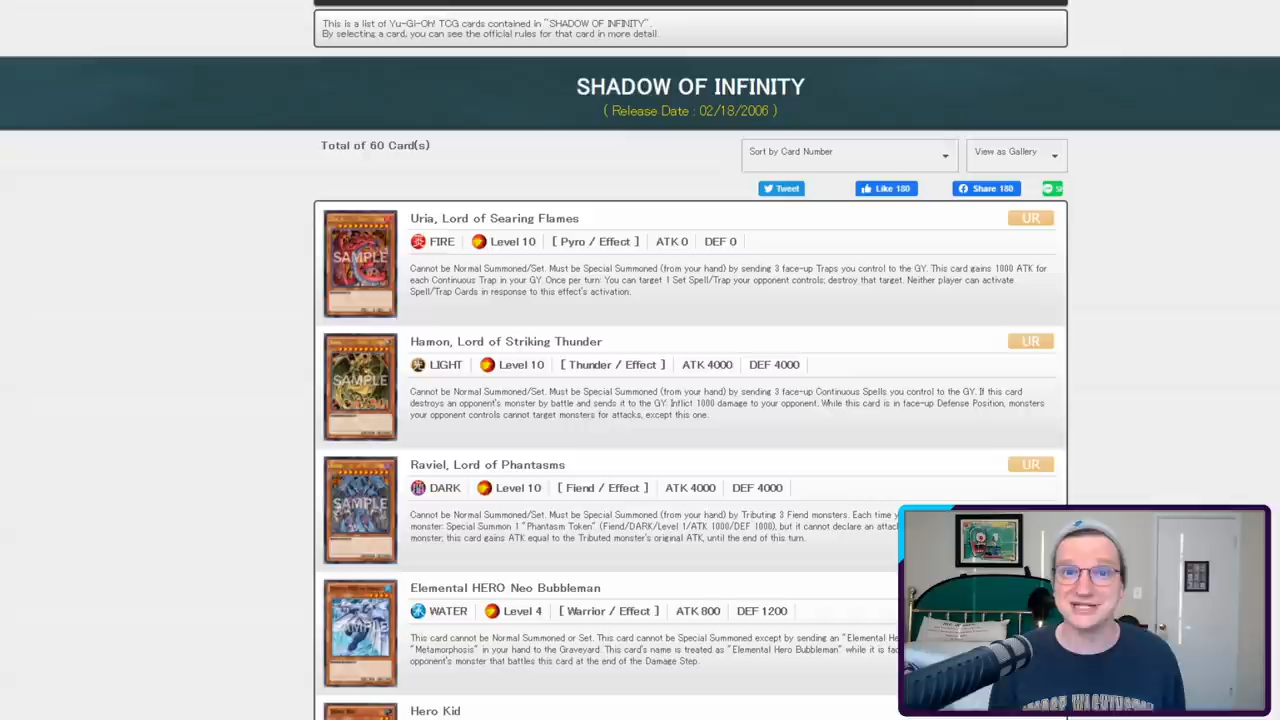 This is a list of Yu-Gi-Oh! TCG cards contained in "SHADOW OF INFINITY".
By selecting a card, you can see the official rules for that card in more detail.
SHADOW OF INFINITY
( Release Date : 02/18/2006 )
Total of 60 Card(s)
Sort by Card Number
View as Gallery
Tweet
Like 180
Share 180
Uria, Lord of Searing Flames
UR
SAMPLE
FIRE Level 10 [ Pyro / Effect ] ATK 0 DEF 0
Cannot be Normal Summoned/Set. Must be Special Summoned (from your hand) by sending 3 face-up Traps you control to the GY. This card gains 1000 ATK for
each Continuous Trap in your GY. Once per turn: You can target 1 Set Spell/Trap your opponent controls; destroy that target. Neither player can activate
Spell/Trap Cards in response to this effect's activation.
Hamon, Lord of Striking Thunder
UR
SAMPLE
LIGHT Level 10 [ Thunder / Effect ] ATK 4000 DEF 4000
Cannot be Normal Summoned/Set. Must be Special Summoned (from your hand) by sending 3 face-up Continuous Spells you control to the GY. If this card
destroys an opponent's monster by battle and sends it to the GY: Inflict 1000 damage to your opponent. While this card is in face-up Defense Position, monsters
your opponent controls cannot target monsters for attacks, except this one.
Raviel, Lord of Phantasms
UR
SAMPLE
DARK Level 10 [ Fiend / Effect ] ATK 4000 DEF 4000
Cannot be Normal Summoned/Set. Must be Special Summoned (from your hand) by Tributing 3 Fiend monsters. Each time
monster: Special Summon 1 "Phantasm Token" (Fiend/DARK/Level 1/ATK 1000/DEF 1000), but it cannot declare an
monster; this card gains ATK equal to the Tributed monster's original ATK, until the end of this turn.
Elemental HERO Neo Bubbleman
SAMPLE
WATER Level 4 [ Warrior / Effect ] ATK 800 DEF 1200
This card cannot be Normal Summoned or Set. This card cannot be Special Summoned except by sending an "Elemental
"Metamorphosis" in your hand to the Graveyard. This card's name is treated as "Elemental Hero Bubbleman" while it is
opponent's monster that battles this card at the end of the Damage Step.
Hero Kid